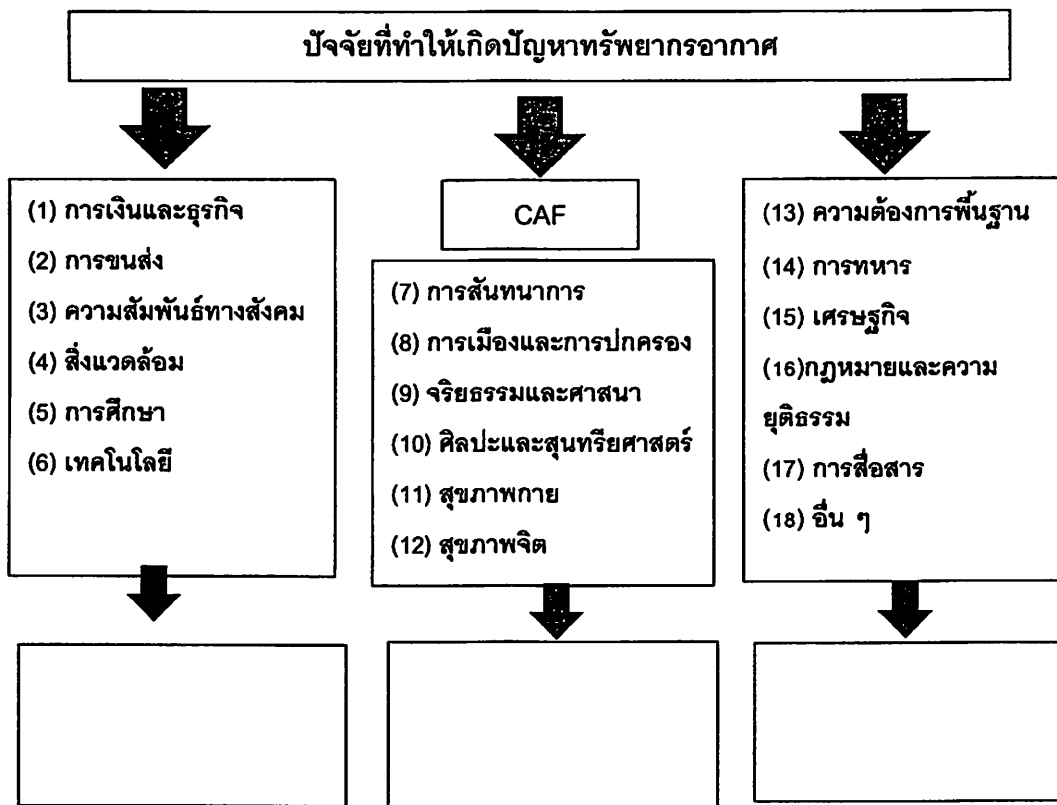 ปัจจัยที่ทำให้เกิดปัญหาทรัพยากรอากาศ
(1) การเงินและธุรกิจ
(2) การขนส่ง
(3) ความสัมพันธ์ทางสังคม
(4) สิ่งแวดล้อม
(5) การศึกษา
(6) เทคโนโลยี
CAF
(7) การสันทนาการ
(8) การเมืองและการปกครอง
(9) จริยธรรมและศาสนา
(10) ศิลปะและสุนทรียศาสตร์
(11) สุขภาพกาย
(12) สุขภาพจิต
(13) ความต้องการพื้นฐาน
(14) การทหาร
(15) เศรษฐกิจ
(16)กฎหมายและความ
ยุติธรรม
(17) การสื่อสาร
(18) อื่น ๆ